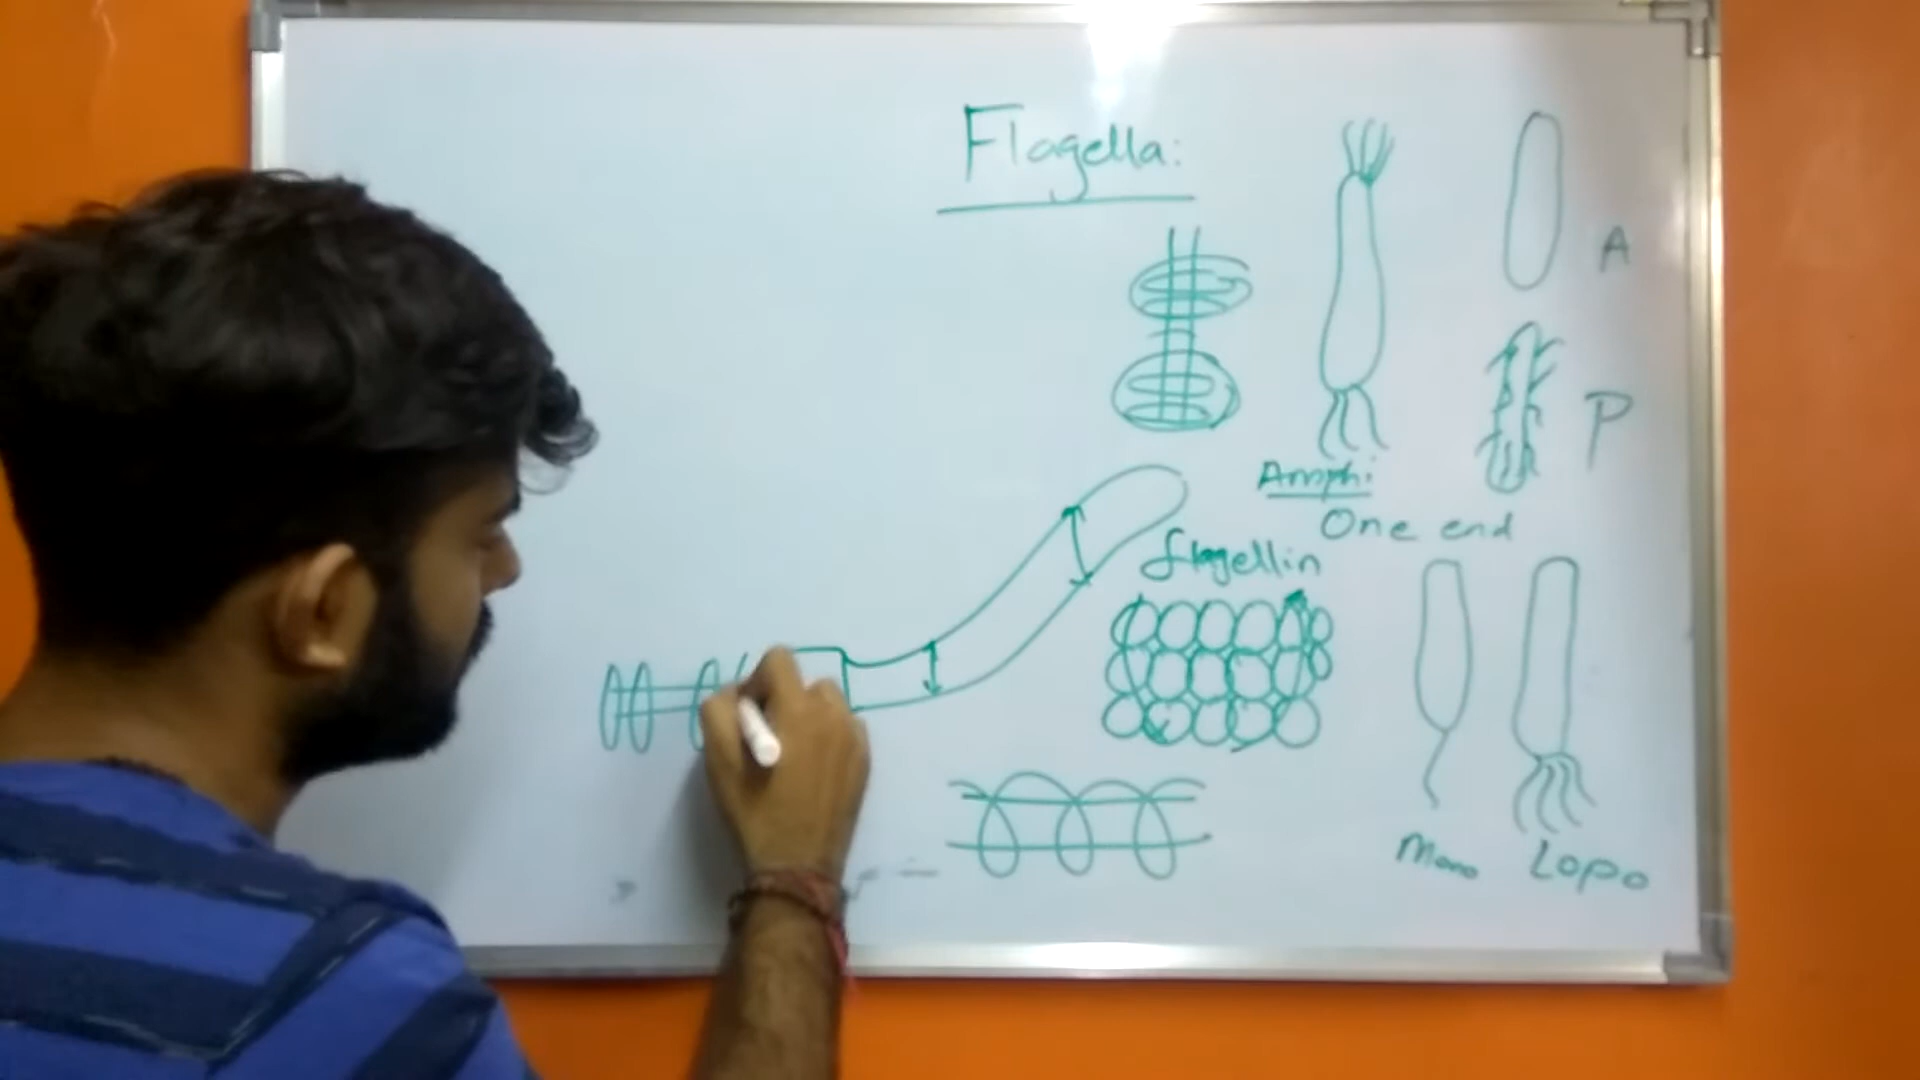 Flagella:
A
P
Amphi:
One end
flagellin
Mono
Lopo